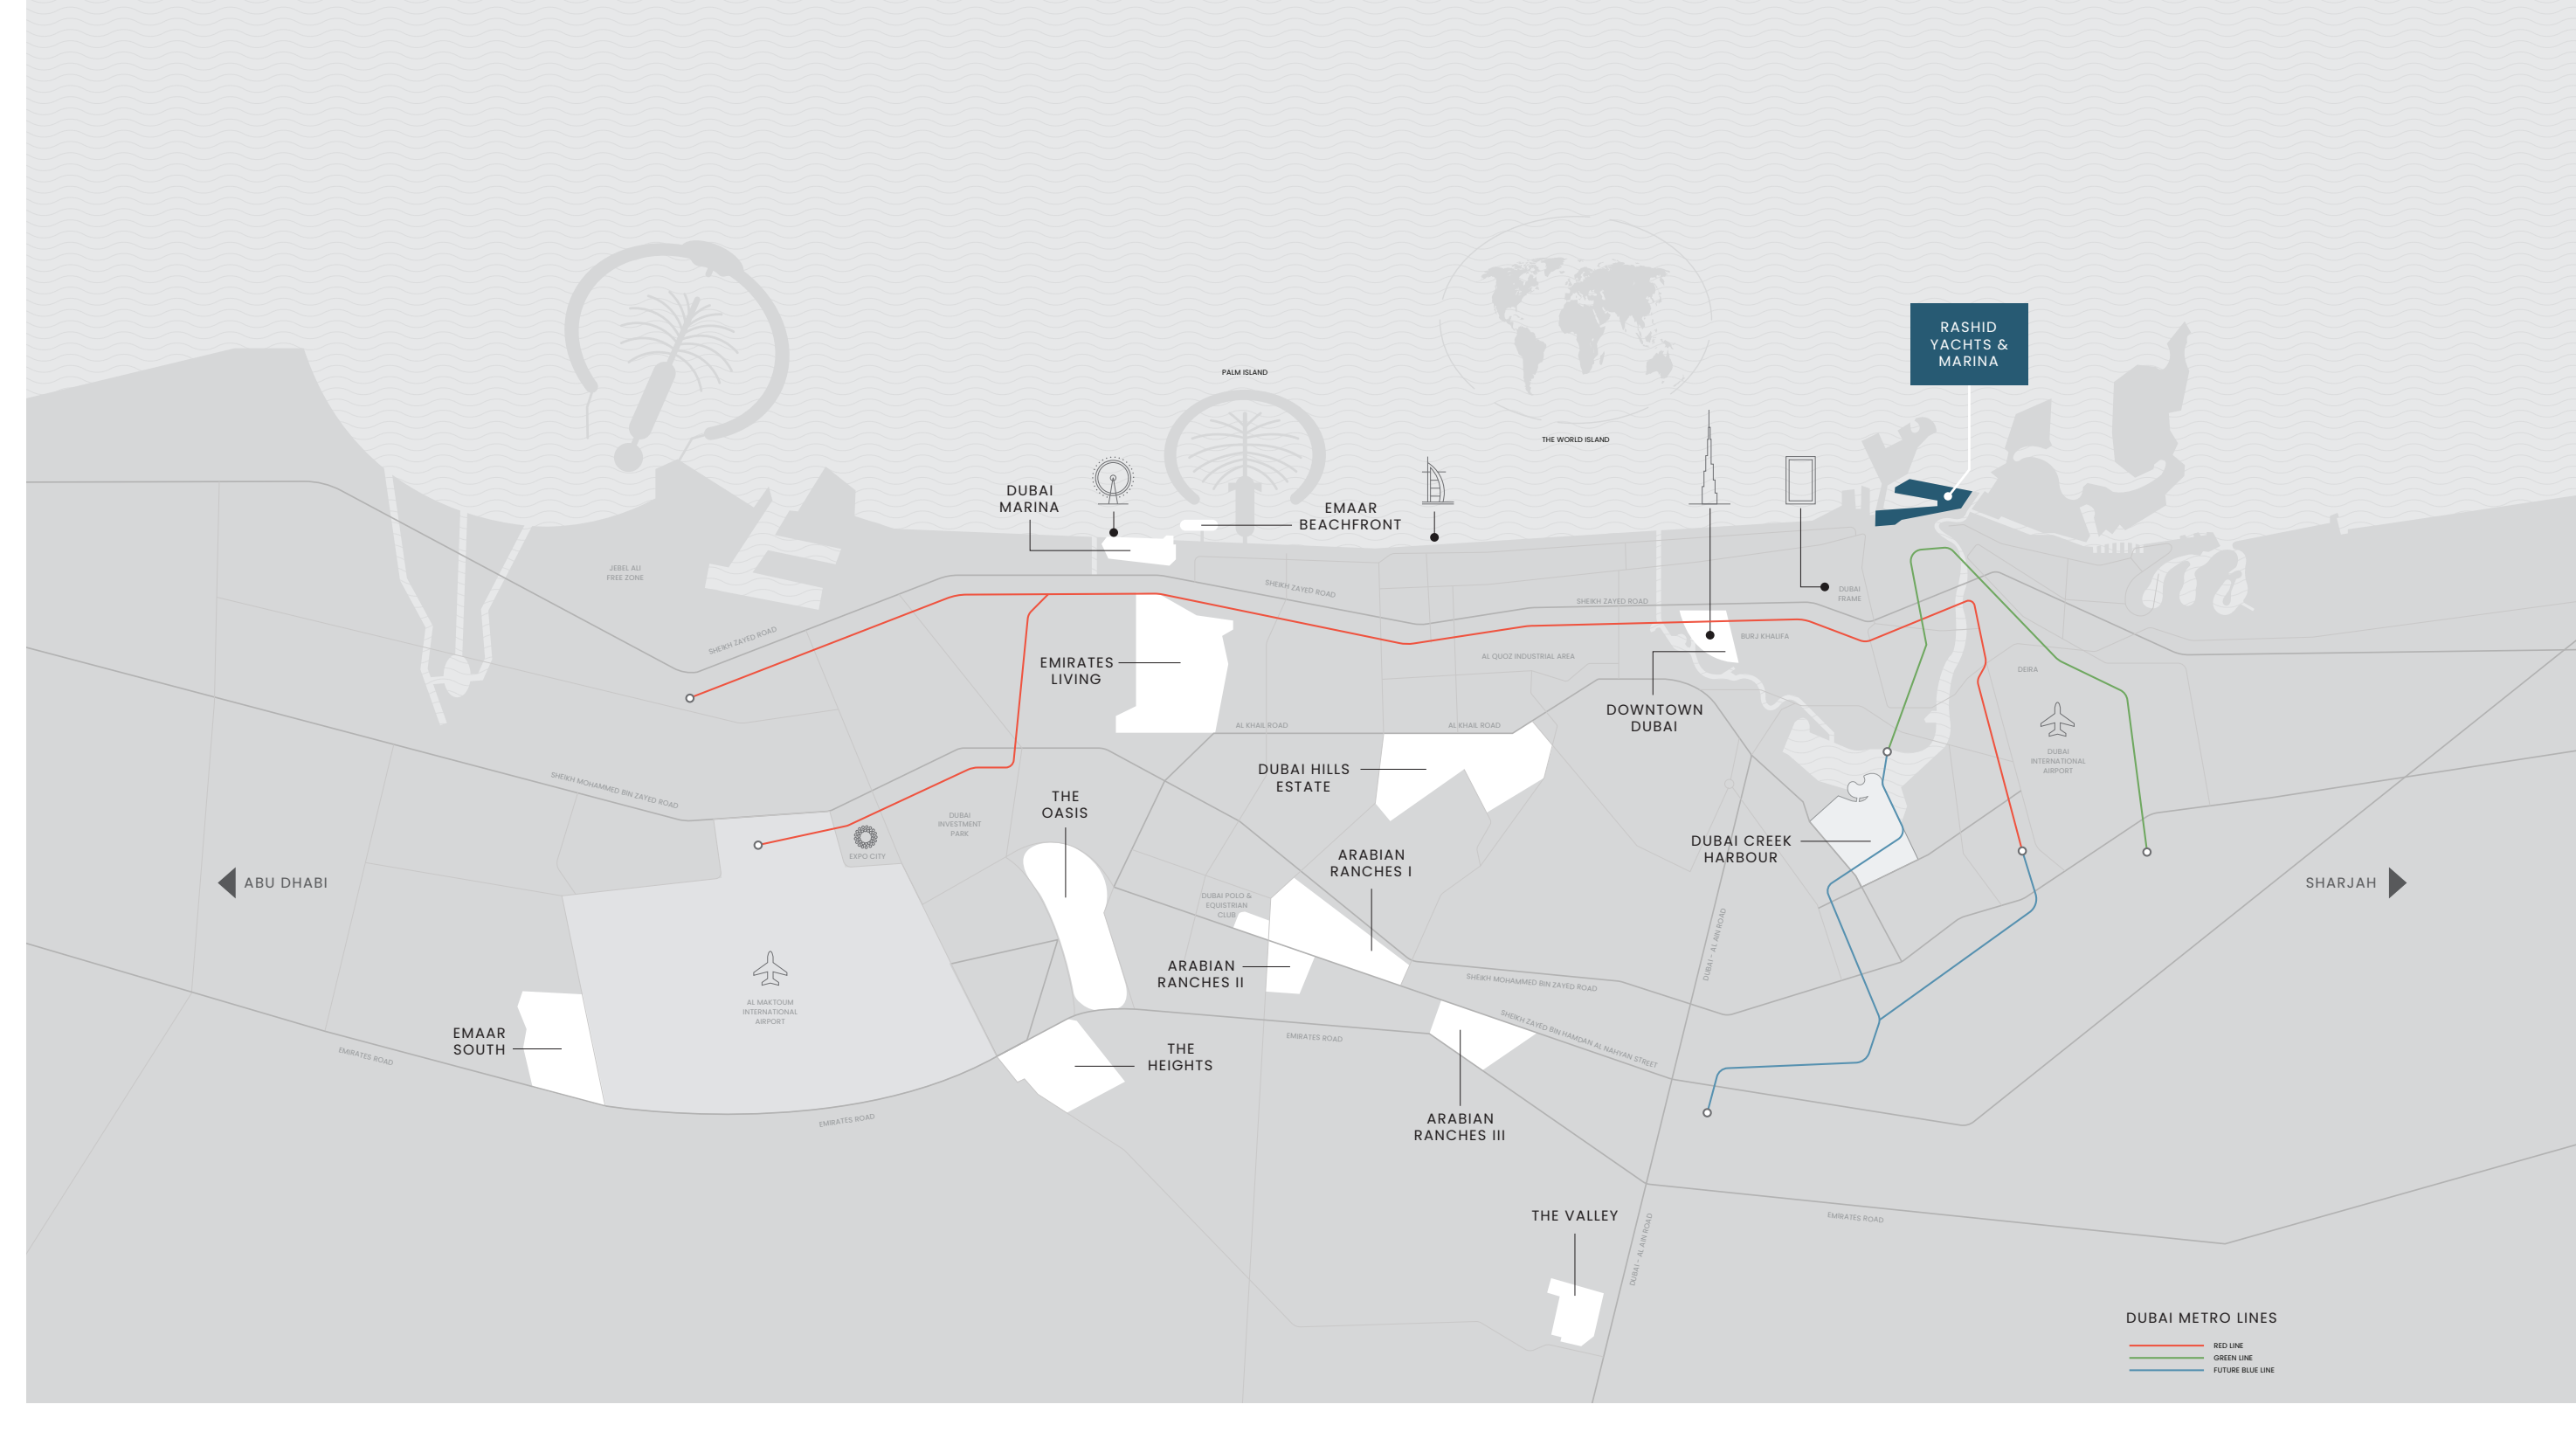 RASHID
YACHTS &
MARINA
PALM ISLAND
THE WORLD ISLAND
DUBAI
MARINA
EMAAR
BEACHFRONT
JEBEL ALI
FREE ZONE
SHEIKH ZAYED ROAD
SHEIKH ZAYED ROAD
SHEIKH ZAYED ROAD
DUBAI
FRAME
BURJ KHALIFA
AL QUOZ INDUSTRIAL AREA
DEIRA
EMIRATES
LIVING
DOWNTOWN
DUBAI
AL KHAIL ROAD
AL KHAIL ROAD
DUBAI
INTERNATIONAL
AIRPORT
DUBAI HILLS
ESTATE
SHEIKH MOHAMMED BIN ZAYED ROAD
THE
OASIS
DUBAI
INVESTMENT
PARK
EXPO CITY
DUBAI CREEK
HARBOUR
ARABIAN
RANCHES I
ABU DHABI
SHARJAH
DUBAI POLO &
EQUESTRIAN
CLUB
DUBAI - AL AIN ROAD
ARABIAN
RANCHES II
SHEIKH MOHAMMED BIN ZAYED ROAD
AL MAKTOUM
INTERNATIONAL
AIRPORT
SHEIKH ZAYED BIN HAMDAN AL NAHYAN STREET
EMAAR
SOUTH
EMIRATES ROAD
EMIRATES ROAD
THE
HEIGHTS
EMIRATES ROAD
ARABIAN
RANCHES III
THE VALLEY
EMIRATES ROAD
DUBAI - AL AIN ROAD
DUBAI METRO LINES
RED LINE
GREEN LINE
FUTURE BLUE LINE